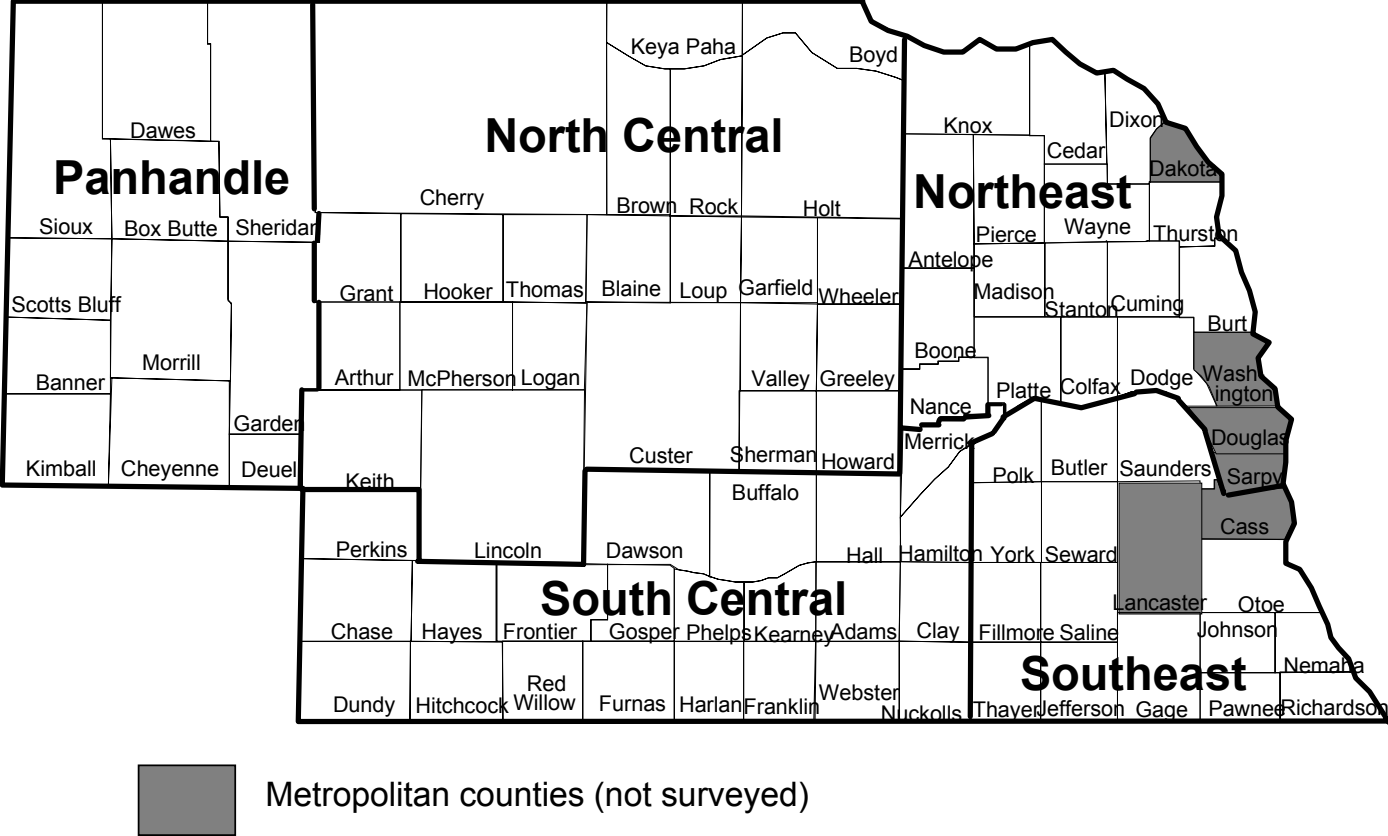 Keya Paha
Boyd
Dawes
Knox
Dixon
North Central
Cedar
Dakota
Panhandle
Northeast
Cherry
Brown
Rock
Holt
Sioux
Box Butte
Sheridan
Pierce
Wayne
Thurston
Antelope
Grant
Hooker
Thomas
Blaine
Loup
Garfield
Wheeler
Madison
Stanton
Cuming
Scotts Bluff
Burt
Morrill
Boone
Banner
Arthur
McPherson
Logan
Valley
Greeley
Platte
Colfax
Dodge
Wash
ington
Nance
Garden
Merrick
Douglas
Kimball
Cheyenne
Deuel
Keith
Custer
Sherman
Howard
Polk
Butler
Saunders
Sarpy
Buffalo
Cass
Perkins
Lincoln
Dawson
Hall
Hamilton
York
Seward
South Central
Lancaster
Otoe
Chase
Hayes
Frontier
Gosper
Phelps
Kearney
Adams
Clay
Fillmore
Saline
Johnson
Southeast
Nemaha
Dundy
Hitchcock
Red
Willow
Furnas
Harlan
Franklin
Webster
Nuckolls
Thayer
Jefferson
Gage
Pawnee
Richardson
Metropolitan counties (not surveyed)